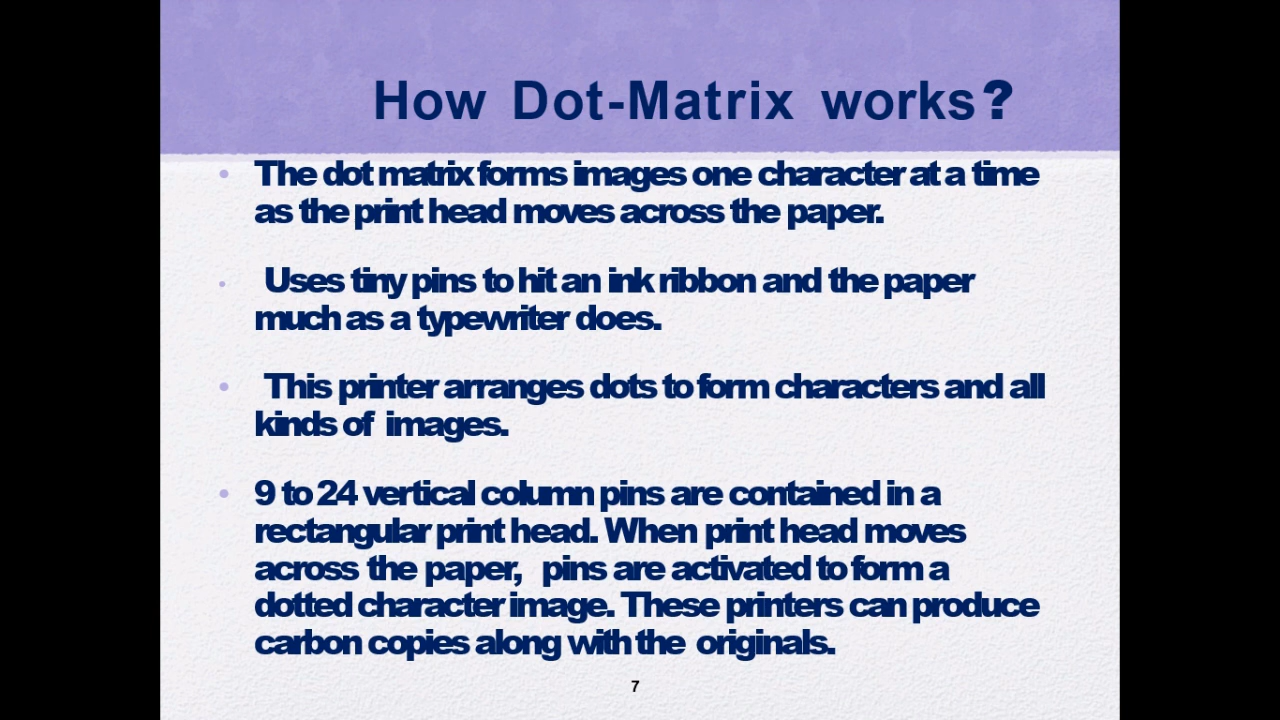 How Dot-Matrix works?
• The dot matrix forms images one character at a time
as the print head moves across the paper.
• Uses tiny pins to hit an ink ribbon and the paper
much as a typewriter does.
• This printer arranges dots to form characters and all
kinds of images.
• 9 to 24 vertical column pins are contained in a
rectangular print head. When print head moves
across the paper, pins are activated to form a
dotted character image. These printers can produce
carbon copies along with the originals.
7